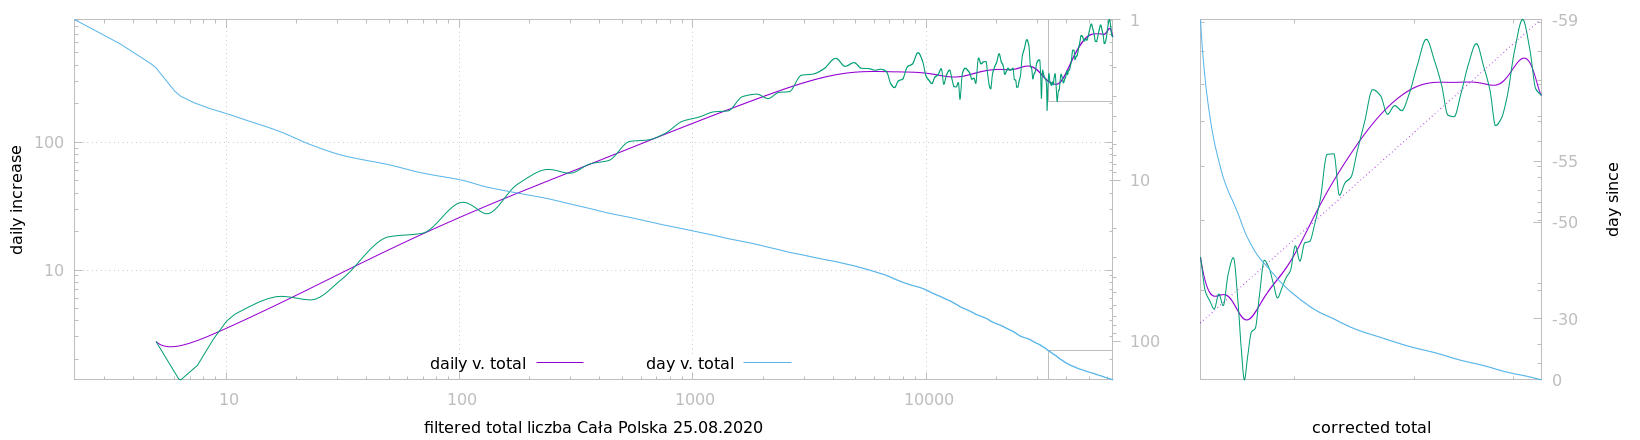 1
10
100
100
10
daily increase
daily v. total
day v. total
10
100
1000
10000
filtered total liczba Cała Polska 25.08.2020
-59
-55
-50
-30
0
day since
corrected total